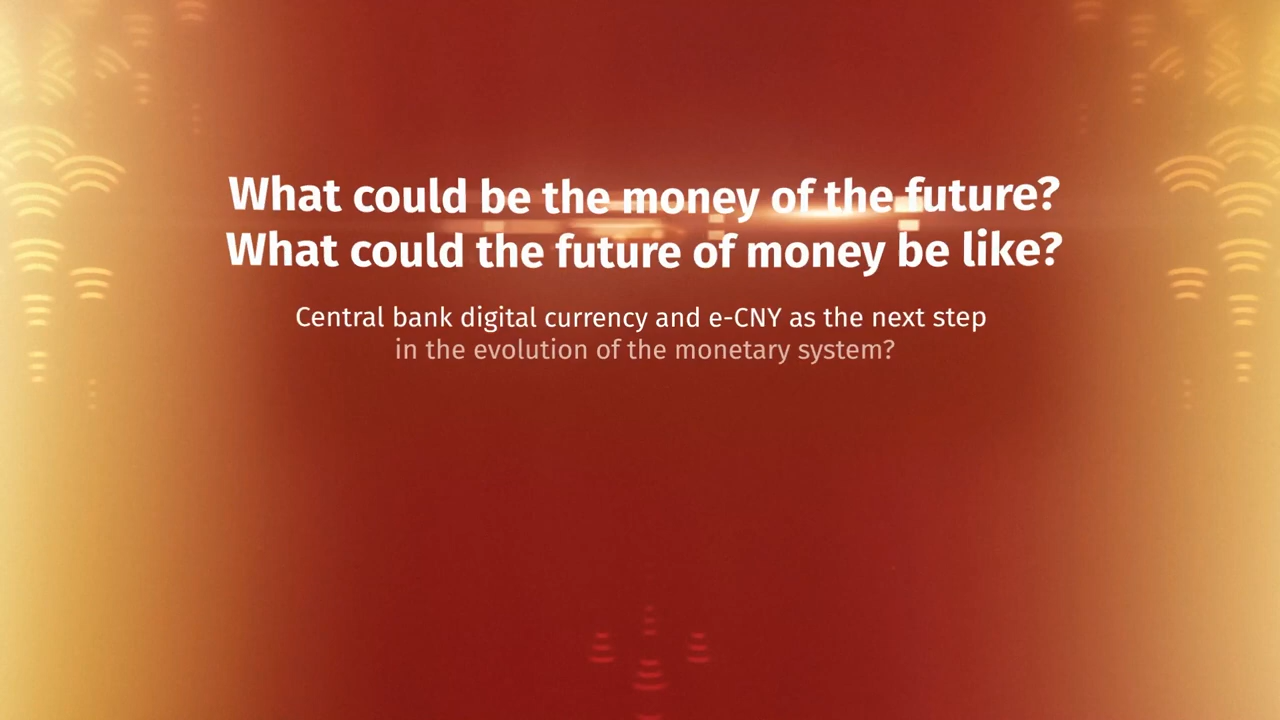 What could be the money of the future?
What could the future of money be like?
Central bank digital currency and e-CNY as the next step
in the evolution of the monetary system?